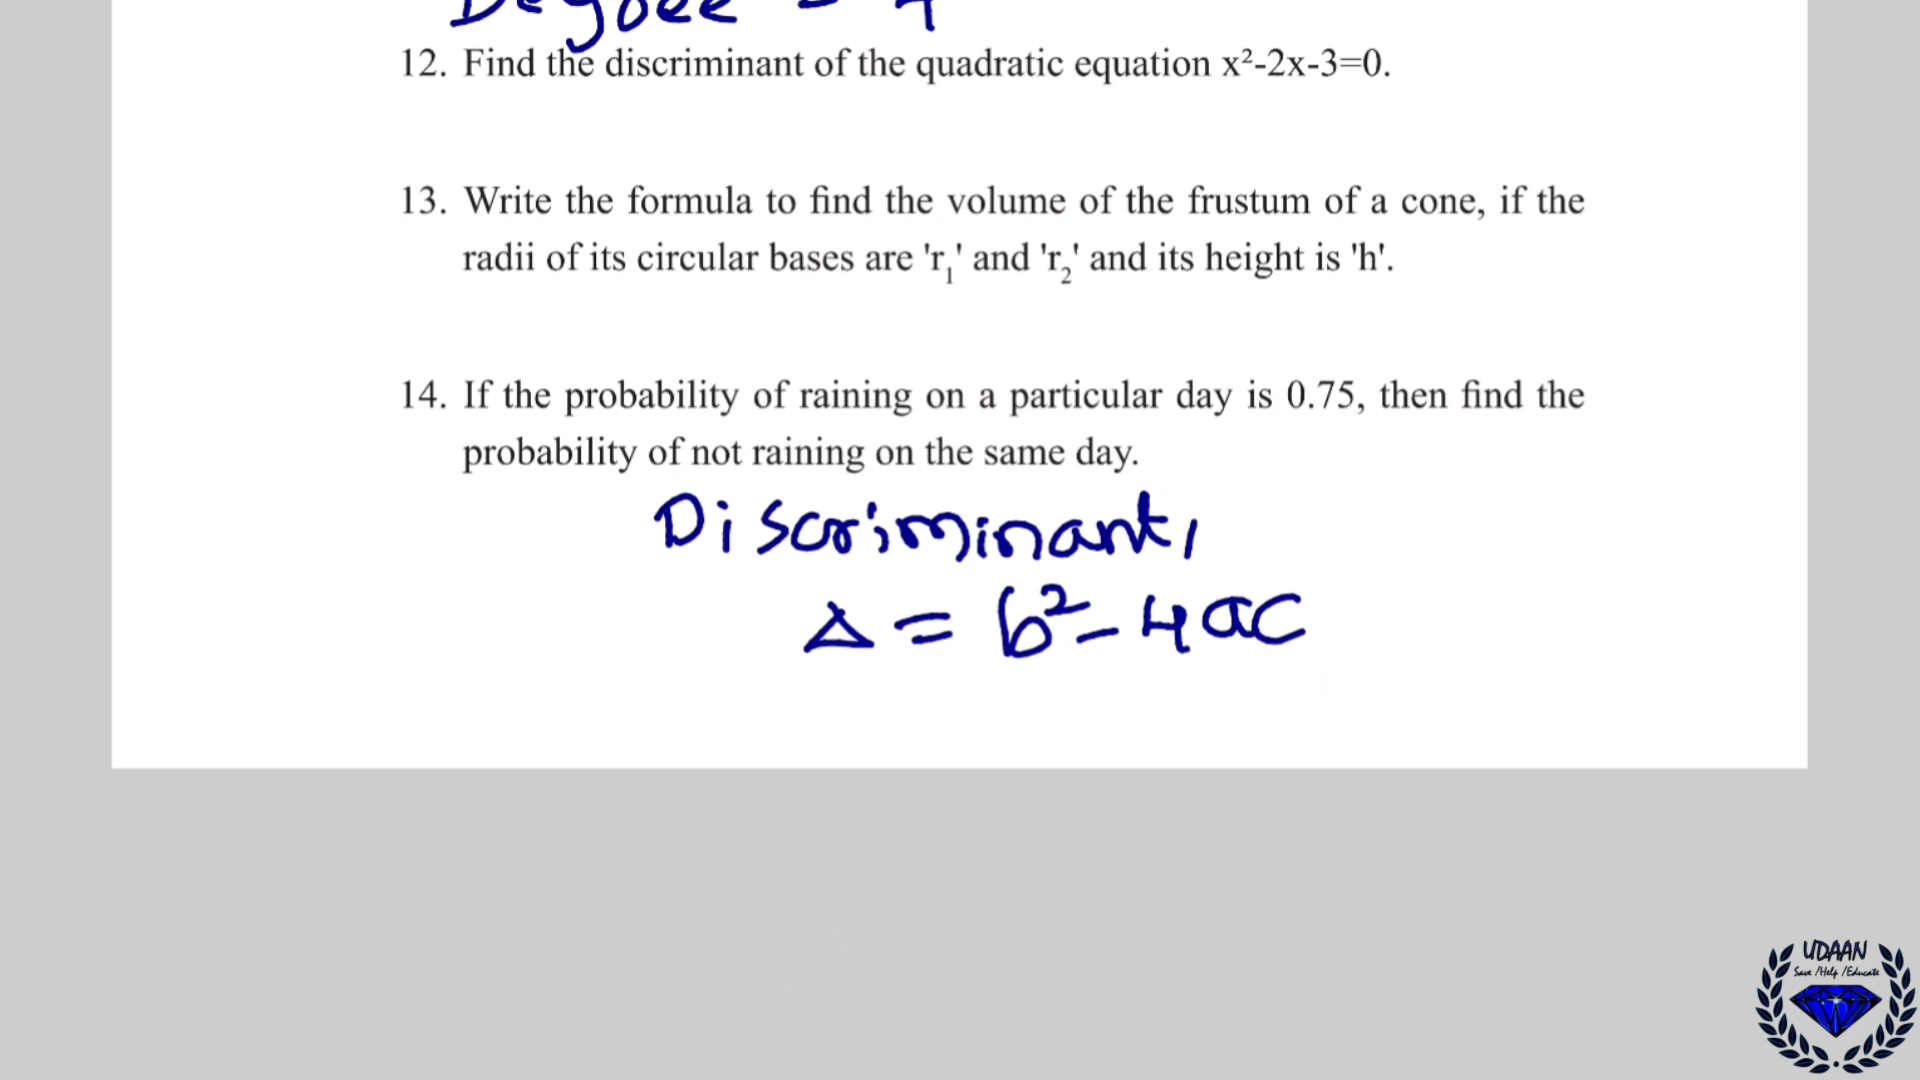 Degree = 4
12. Find the discriminant of the quadratic equation x²-2x-3=0.
13. Write the formula to find the volume of the frustum of a cone, if the
radii of its circular bases are 'r₁' and 'r₂' and its height is 'h'.
14. If the probability of raining on a particular day is 0.75, then find the
probability of not raining on the same day.
Discriminant,
Δ = b² - 4ac
UDAAN
Save /Help /Educate